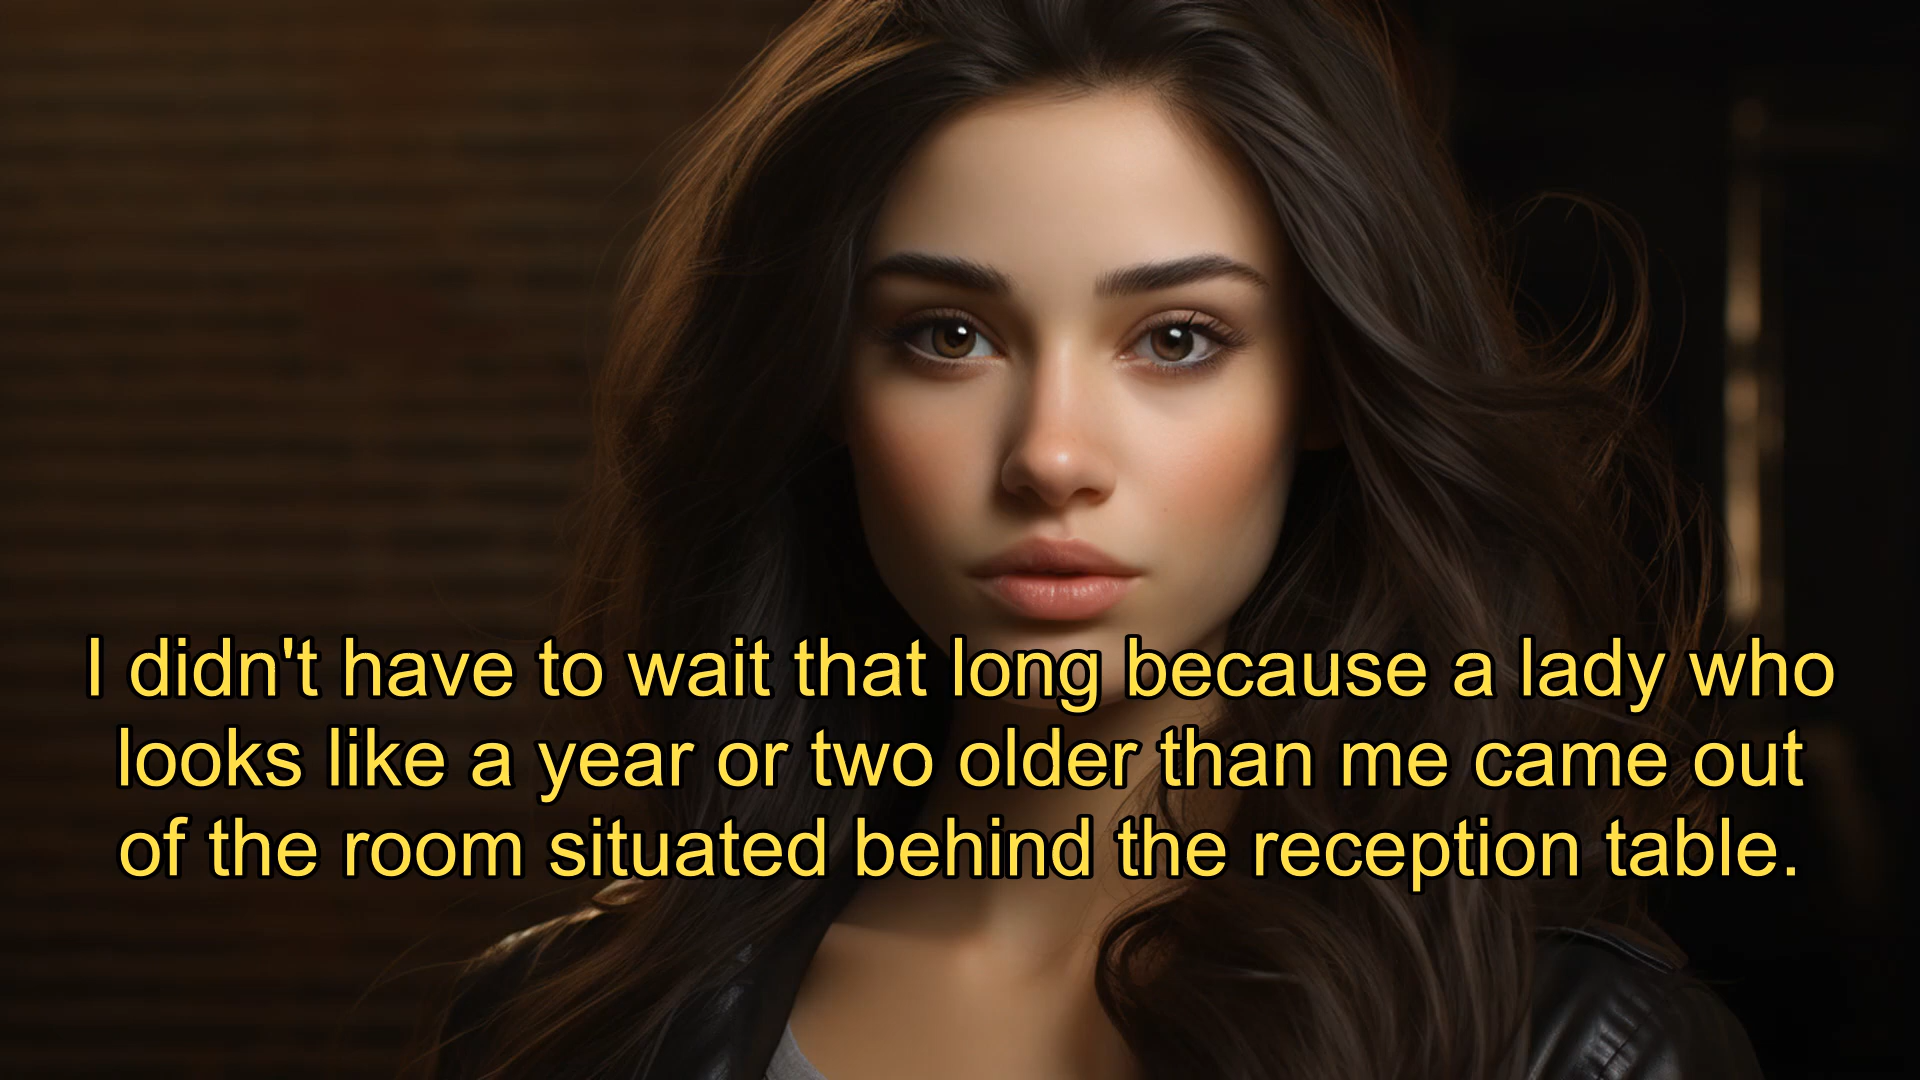 I didn't have to wait that long because a lady who
looks like a year or two older than me came out
of the room situated behind the reception table.